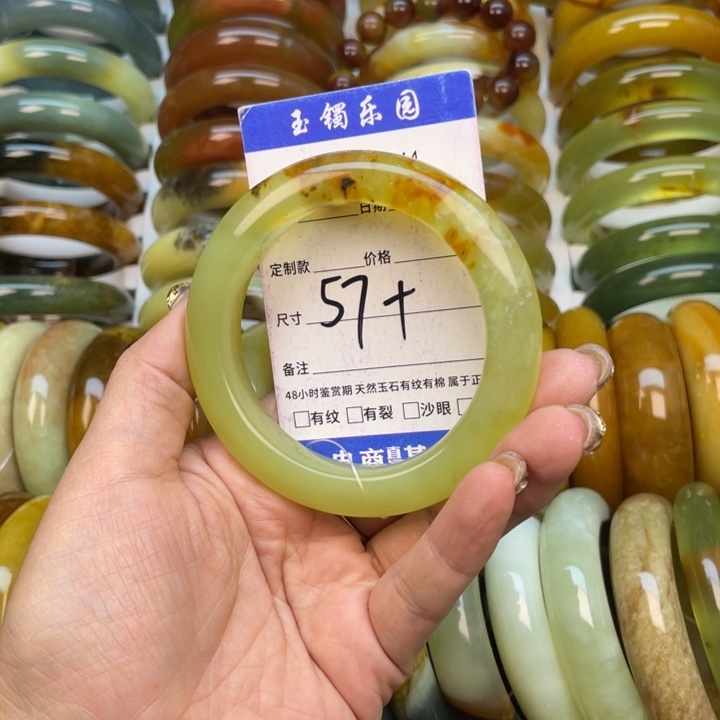 玉镯乐园
日期
定制款 价格
尺寸 57+
备注
48小时鉴赏期 天然玉石有纹有棉 属于正
□有纹 □有裂 □沙眼 □
电商